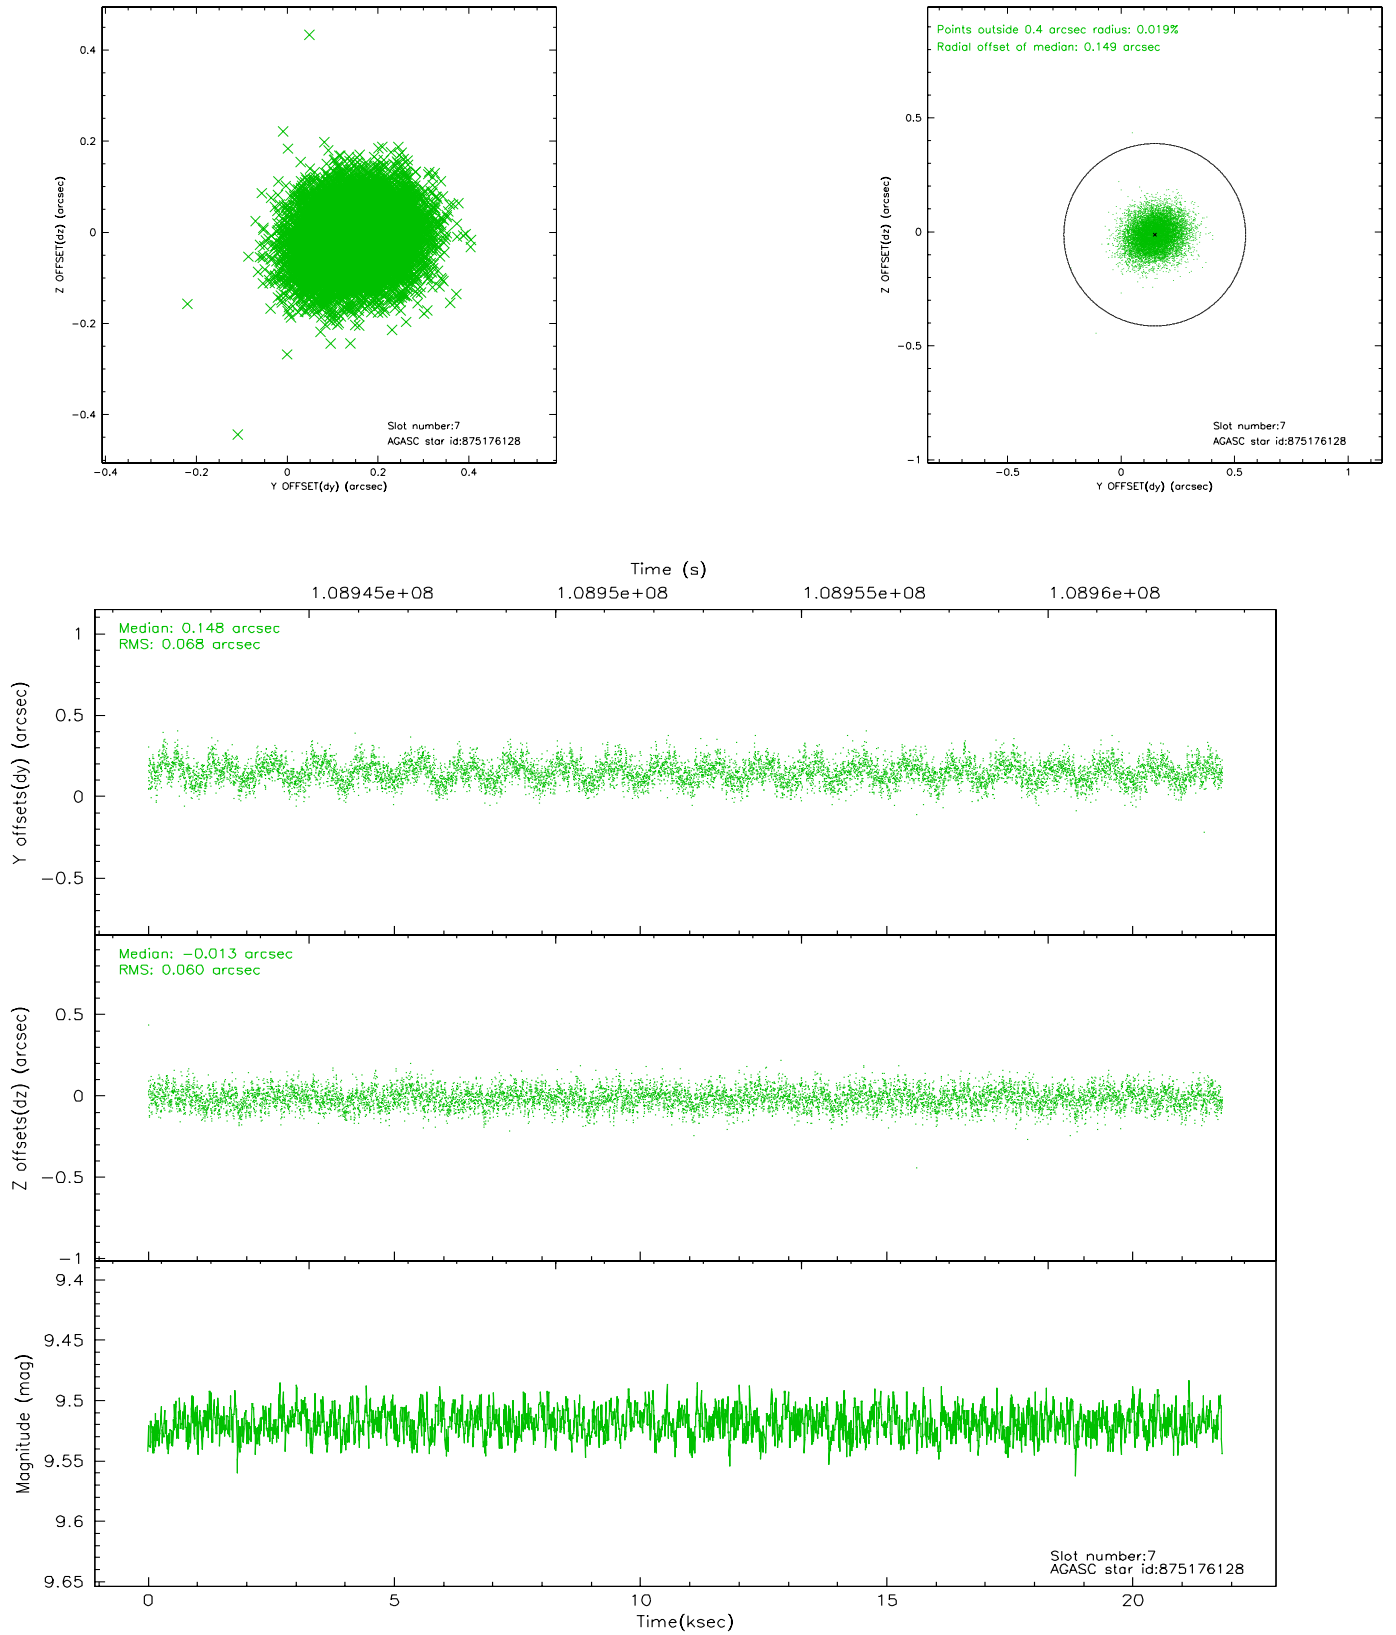 0.4
0.2
0
−0.2
−0.4
Z OFFSET(dz) (arcsec)
Slot number:7
AGASC star id:875176128
−0.4 −0.2 0 0.2 0.4
Y OFFSET(dy) (arcsec)
Points outside 0.4 arcsec radius: 0.019%
Radial offset of median: 0.149 arcsec
0.5
0
−0.5
−1
Z OFFSET(dz) (arcsec)
Slot number:7
AGASC star id:875176128
−0.5 0 0.5 1
Y OFFSET(dy) (arcsec)
Time (s)
1.08945e+08 1.0895e+08 1.08955e+08 1.0896e+08
Median: 0.148 arcsec
RMS: 0.068 arcsec
1
0.5
0
−0.5
Y offsets(dy) (arcsec)
Median: −0.013 arcsec
RMS: 0.060 arcsec
0.5
0
−0.5
−1
Z offsets(dz) (arcsec)
9.4
9.45
9.5
9.55
9.6
9.65
Magnitude (mag)
Slot number:7
AGASC star id:875176128
0 5 10 15 20
Time(ksec)